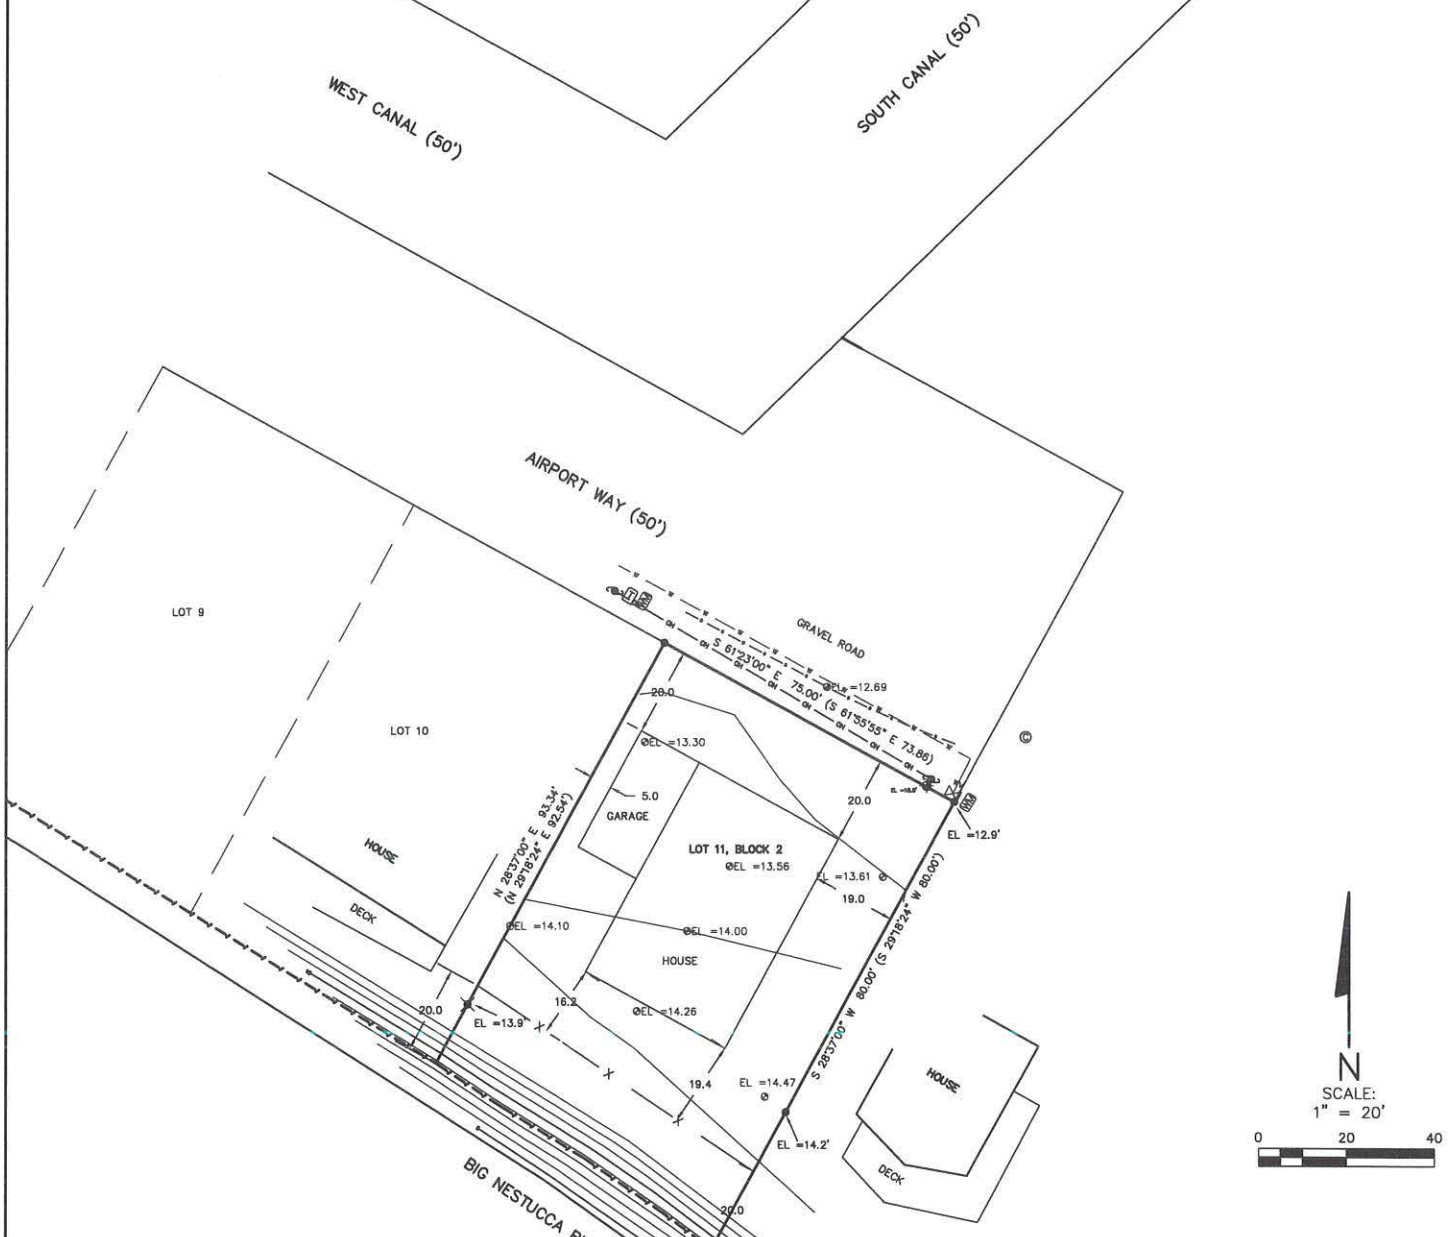 WEST CANAL (50')
SOUTH CANAL (50')
AIRPORT WAY (50')
LOT 9
LOT 10
GRAVEL ROAD
S 61°23'00" E 75.00' (S 61°55'55" E 73.86)
ØEL =12.69
20.0
ØEL =13.30
5.0
GARAGE
20.0
EL =12.9'
N 28°37'00" E 93.34'
(N 29°18'24" E 92.54')
LOT 11, BLOCK 2
ØEL =13.56
EL =13.61
19.0
S 28°37'00" W 80.00' (S 29°18'24" W 80.00')
HOUSE
DECK
ØEL =14.10
ØEL =14.00
HOUSE
16.2
ØEL =14.26
20.0
EL =13.9'
X
X
X
19.4
EL =14.47
EL =14.2'
20.0
HOUSE
DECK
BIG NESTUCCA
N
SCALE:
1" = 20'
0 20 40